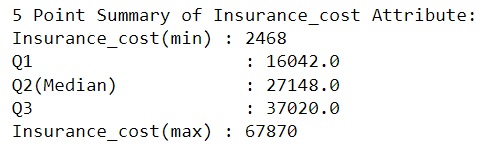 5 Point Summary of Insurance_cost Attribute:
Insurance_cost(min) : 2468
Q1                  : 16042.0
Q2(Median)          : 27148.0
Q3                  : 37020.0
Insurance_cost(max) : 67870